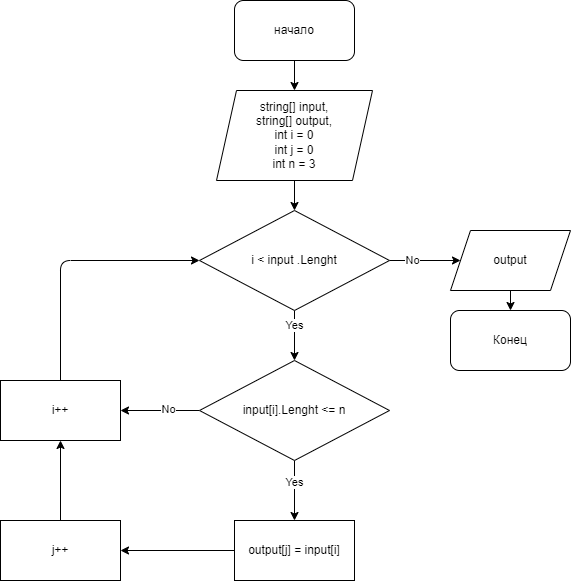 начало
string[] input,
string[] output,
int i = 0
int j = 0
int n = 3
i < input .Lenght
No
output
Yes
Конец
i++
No
input[i].Lenght <= n
Yes
j++
output[j] = input[i]